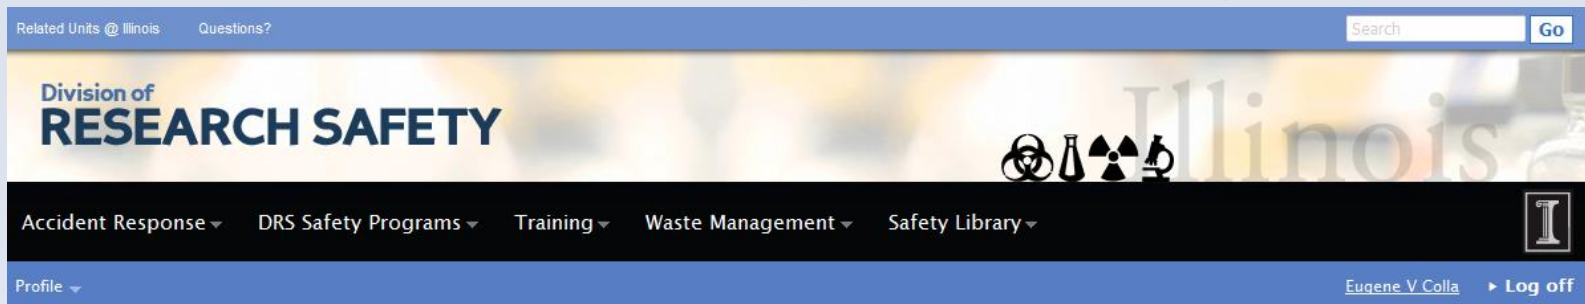 Related Units @ Illinois Questions? Search Go
Division of
RESEARCH SAFETY
Illinois
Accident Response DRS Safety Programs Training Waste Management Safety Library I
Profile Eugene V Colla Log off